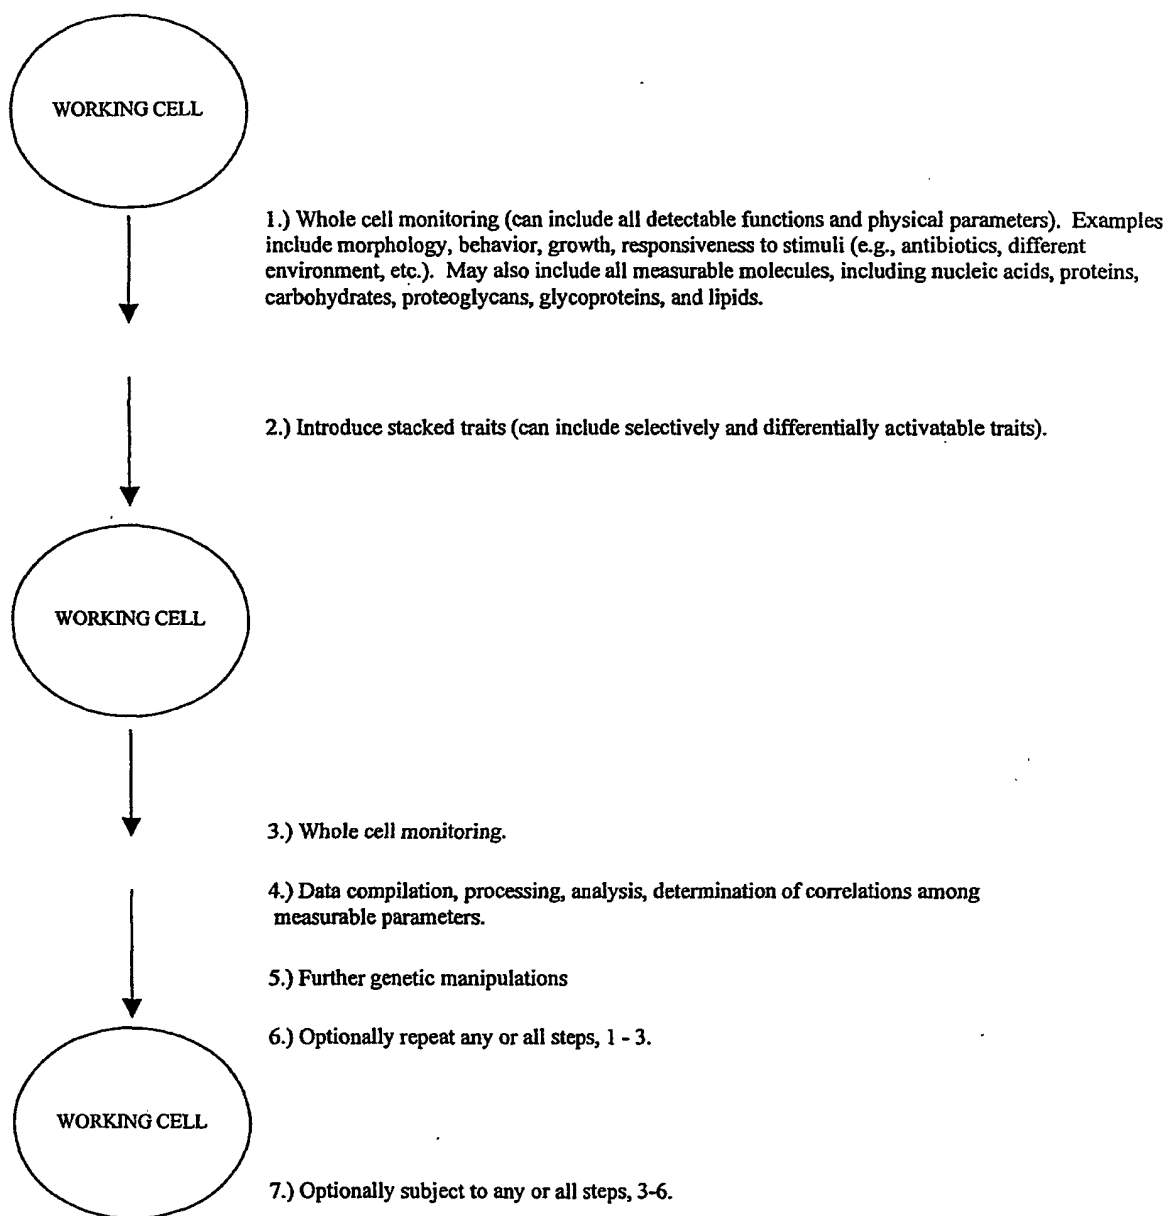 WORKING CELL
1.) Whole cell monitoring (can include all detectable functions and physical parameters). Examples
include morphology, behavior, growth, responsiveness to stimuli (e.g., antibiotics, different
environment, etc.). May also include all measurable molecules, including nucleic acids, proteins,
carbohydrates, proteoglycans, glycoproteins, and lipids.
2.) Introduce stacked traits (can include selectively and differentially activatable traits).
WORKING CELL
3.) Whole cell monitoring.
4.) Data compilation, processing, analysis, determination of correlations among
measurable parameters.
5.) Further genetic manipulations
6.) Optionally repeat any or all steps, 1 - 3.
WORKING CELL
7.) Optionally subject to any or all steps, 3-6.